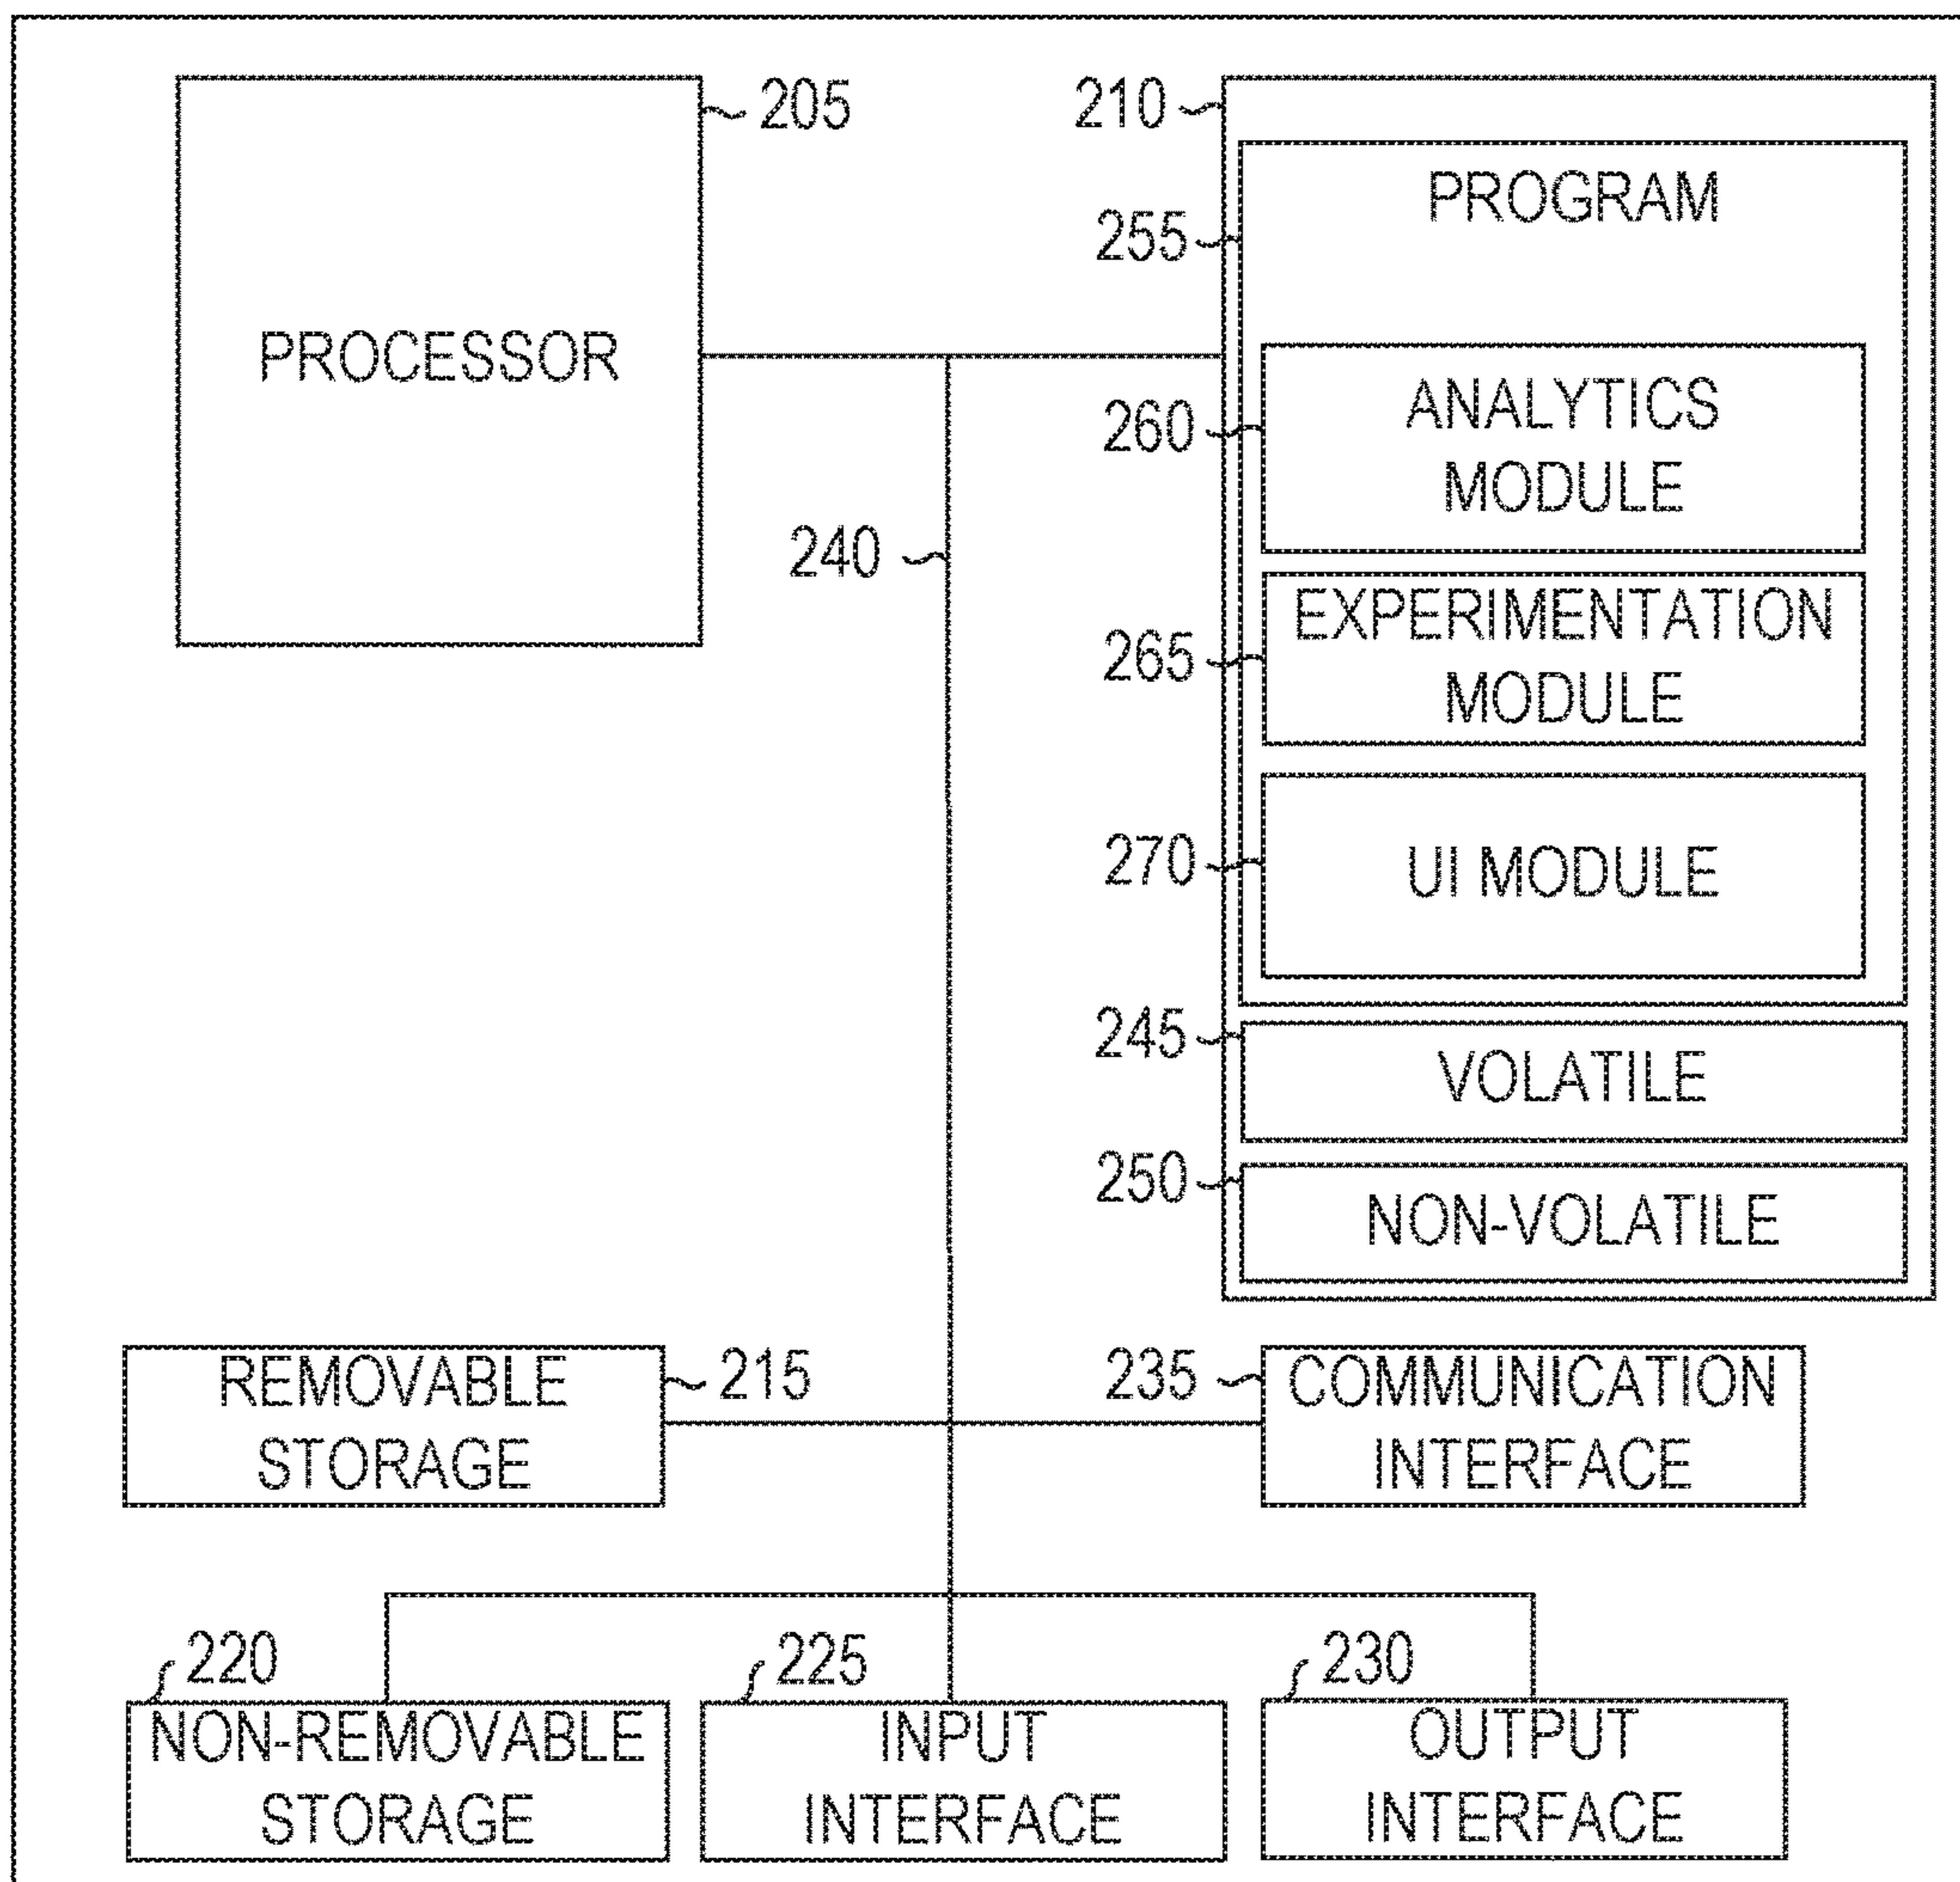 205
210
PROCESSOR
255
PROGRAM
260
ANALYTICS
MODULE
240
265
EXPERIMENTATION
MODULE
270
UI MODULE
245
VOLATILE
250
NON-VOLATILE
REMOVABLE
STORAGE
215
235
COMMUNICATION
INTERFACE
220
NON-REMOVABLE
STORAGE
225
INPUT
INTERFACE
230
OUTPUT
INTERFACE